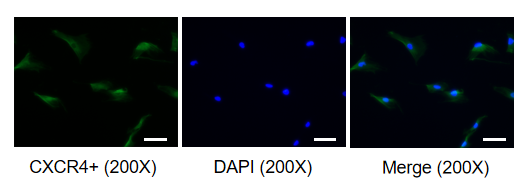 CXCR4+ (200X)
DAPI (200X)
Merge (200X)